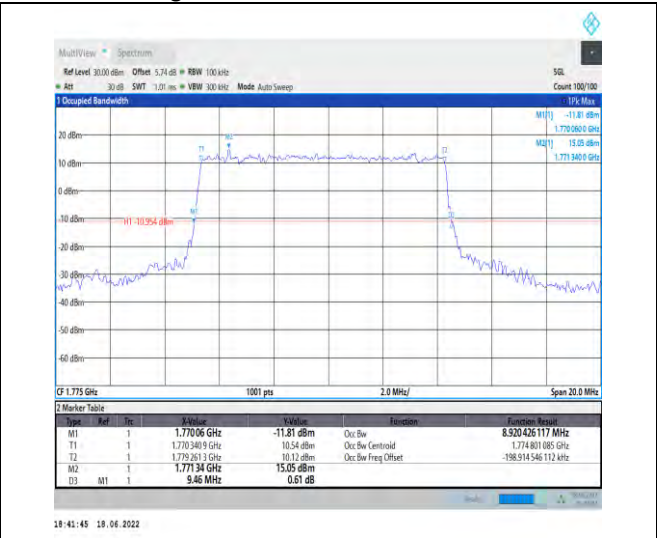 MultiView Spectrum
Ref Level 30.00 dBm Offset 5.74 dB RBW 100 kHz SGL
Att 30 dB SWT 1.01 ms VBW 300 kHz Mode Auto Sweep Count 100/100
1 Occupied Bandwidth 1Pk Max
M1[1] -11.81 dBm
1.770 060 0 GHz
20 dBm M2[1] 15.05 dBm
1.771 340 0 GHz
M2
T1 T2
10 dBm
0 dBm
M1
-10 dBm H1 -10.954 dBm
-20 dBm
-30 dBm
-40 dBm
-50 dBm
-60 dBm
CF 1.775 GHz 1001 pts 2.0 MHz/ Span 20.0 MHz
2 Marker Table
Type Ref Trc X-Value Y-Value Function Function Result
M1 1 1.770 06 GHz -11.81 dBm Occ Bw 8.920 426 117 MHz
T1 1 1.770 340 9 GHz 10.54 dBm Occ Bw Centroid 1.774 801 085 GHz
T2 1 1.779 261 3 GHz 10.12 dBm Occ Bw Freq Offset -198.914 546 112 kHz
M2 1 1.771 34 GHz 15.05 dBm
D3 M1 1 9.46 MHz 0.61 dB
18:41:45 18.06.2022